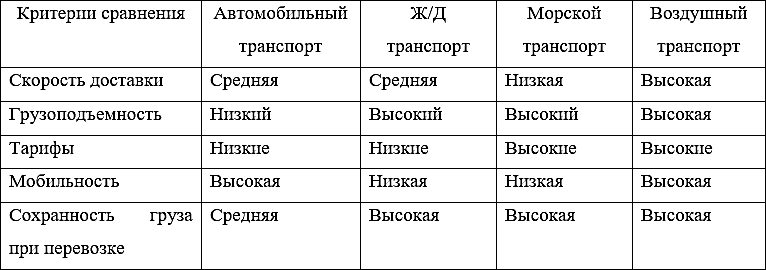 Критерии сравнения Автомобильный транспорт Ж/Д транспорт Морской транспорт Воздушный транспорт
Скорость доставки Средняя Средняя Низкая Высокая
Грузоподъемность Низкий Высокий Высокий Высокая
Тарифы Низкие Низкие Высокие Высокие
Мобильность Высокая Низкая Низкая Высокая
Сохранность груза при перевозке Средняя Высокая Высокая Высокая